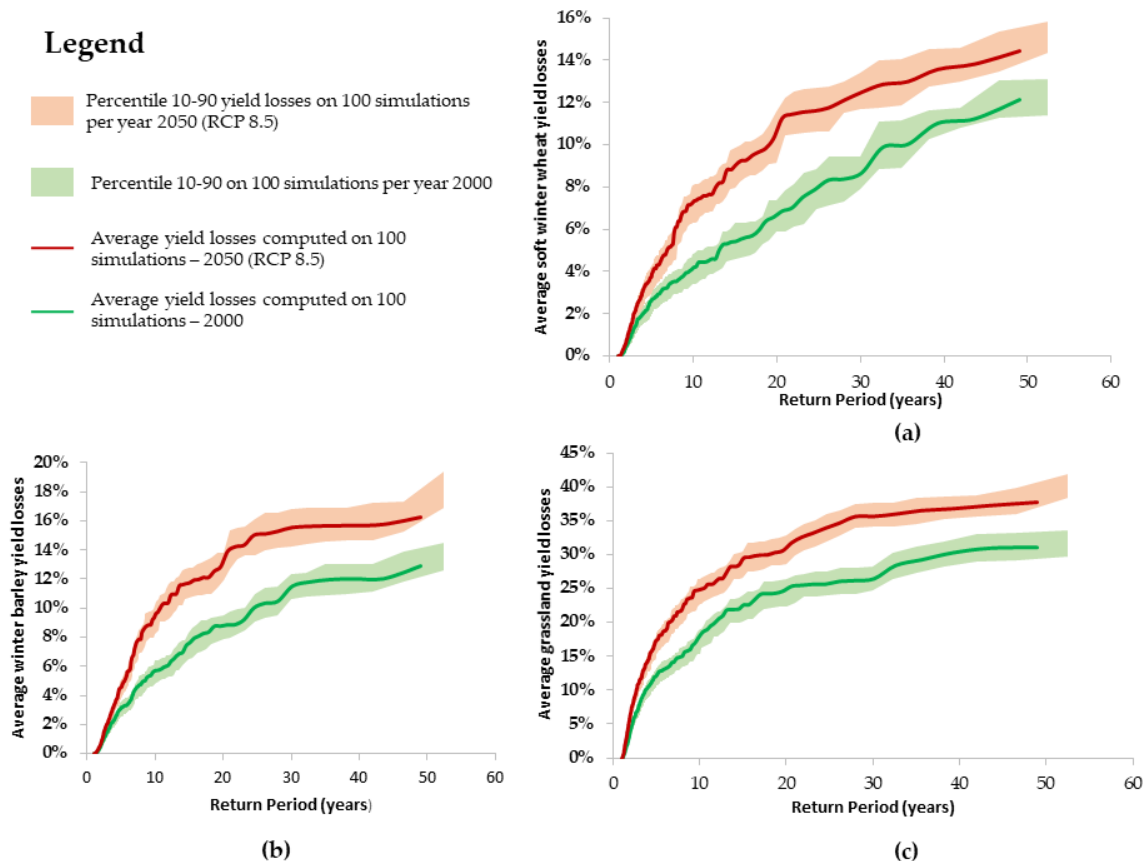 Legend
Percentile 10-90 yield losses on 100 simulations
per year 2050 (RCP 8.5)
Percentile 10-90 on 100 simulations per year 2000
Average yield losses computed on 100
simulations – 2050 (RCP 8.5)
Average yield losses computed on 100
simulations – 2000
Average soft winter wheat yield losses
16%
14%
12%
10%
8%
6%
4%
2%
0%
0 10 20 30 40 50 60
Return Period (years)
(a)
Average winter barley yield losses
20%
18%
16%
14%
12%
10%
8%
6%
4%
2%
0%
0 10 20 30 40 50 60
Return Period (years)
(b)
Average grassland yield losses
45%
40%
35%
30%
25%
20%
15%
10%
5%
0%
0 10 20 30 40 50 60
Return Period (years)
(c)